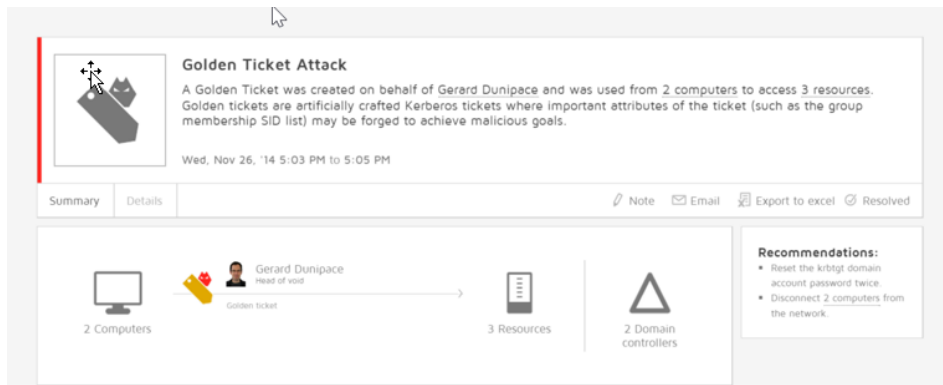 Golden Ticket Attack
A Golden Ticket was created on behalf of Gerard Dunipace and was used from 2 computers to access 3 resources.
Golden tickets are artificially crafted Kerberos tickets where important attributes of the ticket (such as the group
membership SID list) may be forged to achieve malicious goals.
Wed, Nov 26, '14 5:03 PM to 5:05 PM
Summary Details Note Email Export to excel Resolved
Gerard Dunipace
Head of void
Golden ticket
2 Computers
3 Resources
2 Domain
controllers
Recommendations:
• Reset the krbtgt domain
account password twice.
• Disconnect 2 computers from
the network.